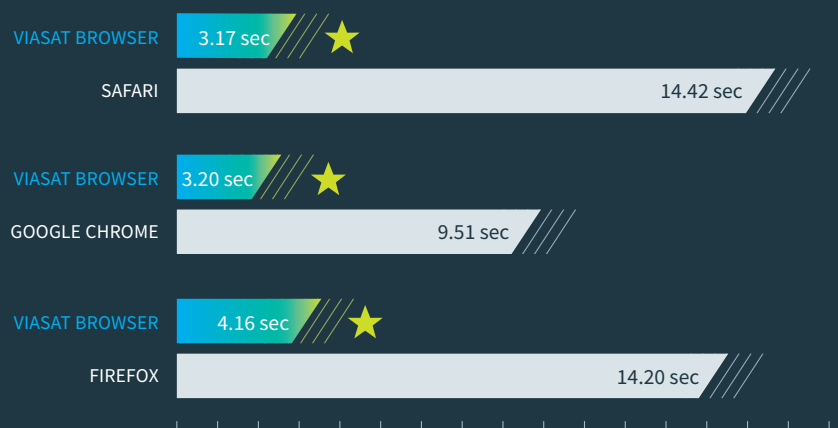 VIASAT BROWSER 3.17 sec
SAFARI 14.42 sec
VIASAT BROWSER 3.20 sec
GOOGLE CHROME 9.51 sec
VIASAT BROWSER 4.16 sec
FIREFOX 14.20 sec